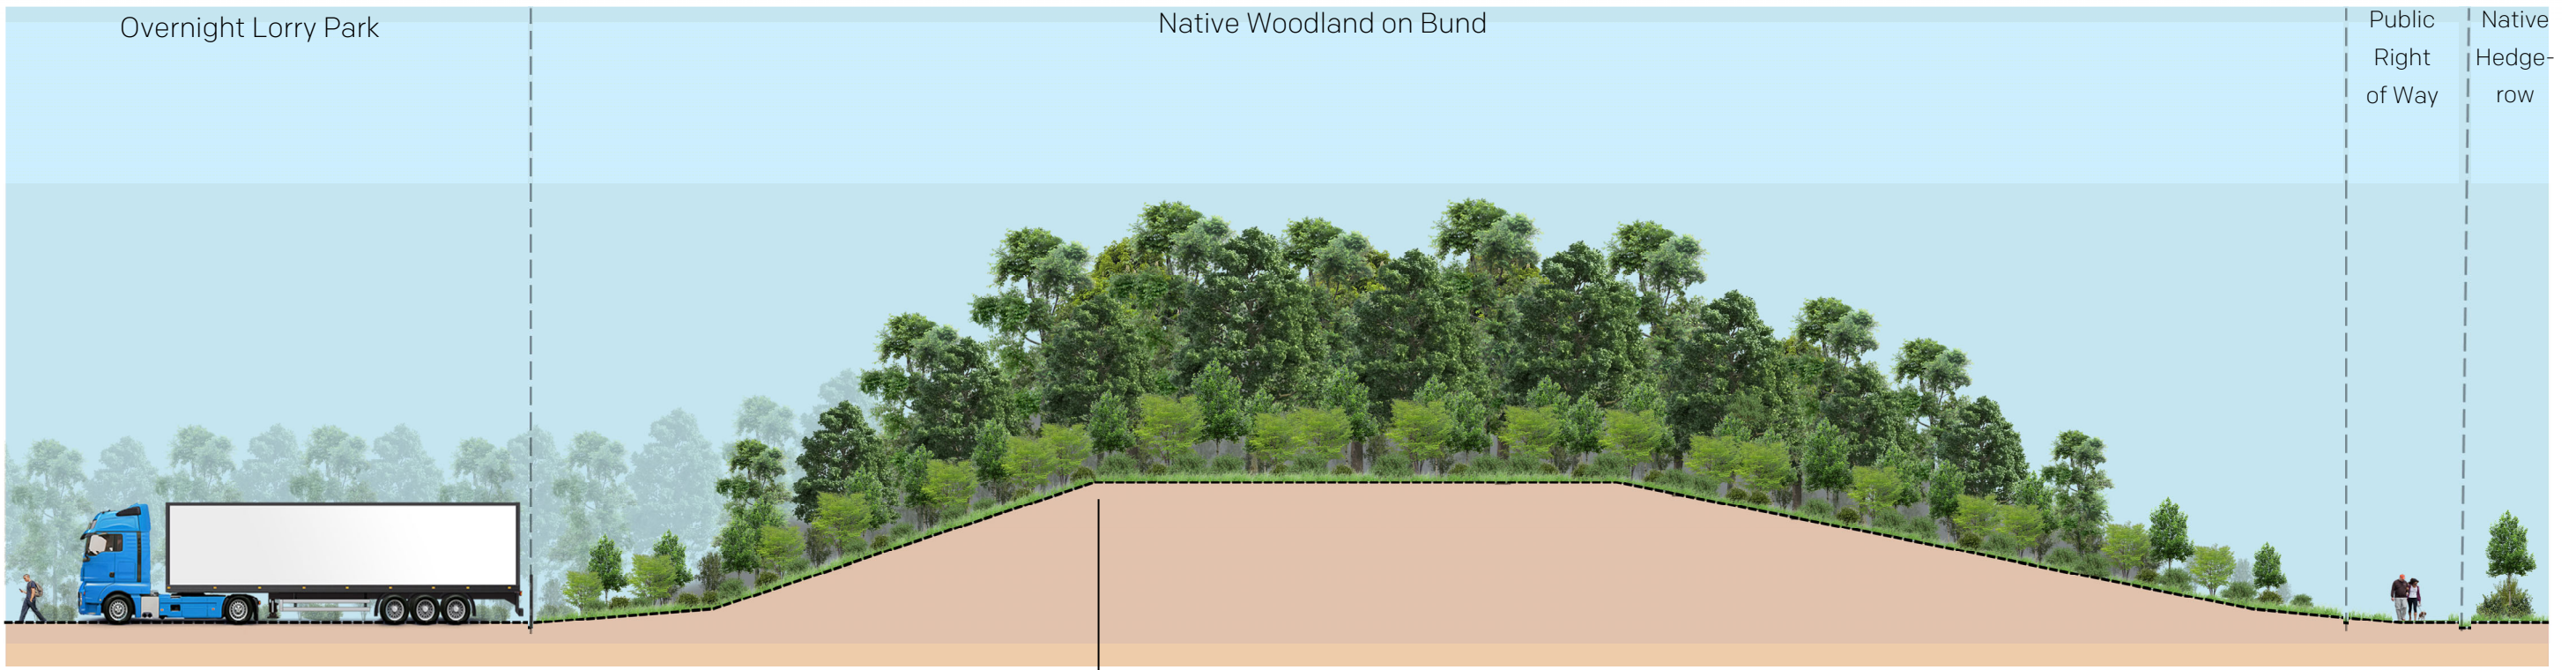 Overnight Lorry Park
Native Woodland on Bund
Public
Right
of Way
Native
Hedge-
row